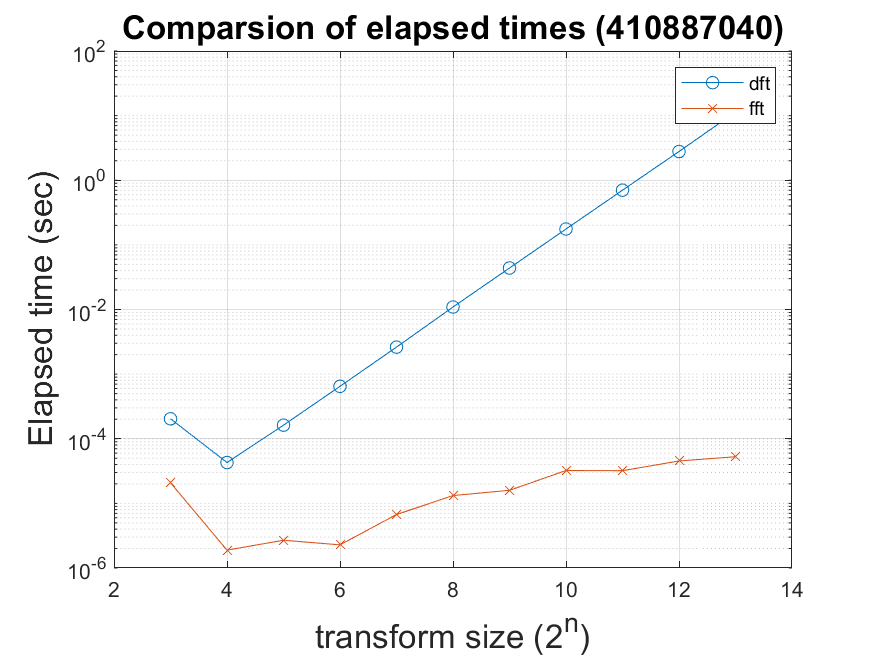 Comparsion of elapsed times (410887040)
10^2
10^0
10^-2
10^-4
10^-6
Elapsed time (sec)
dft
fft
2 4 6 8 10 12 14
transform size (2^n)